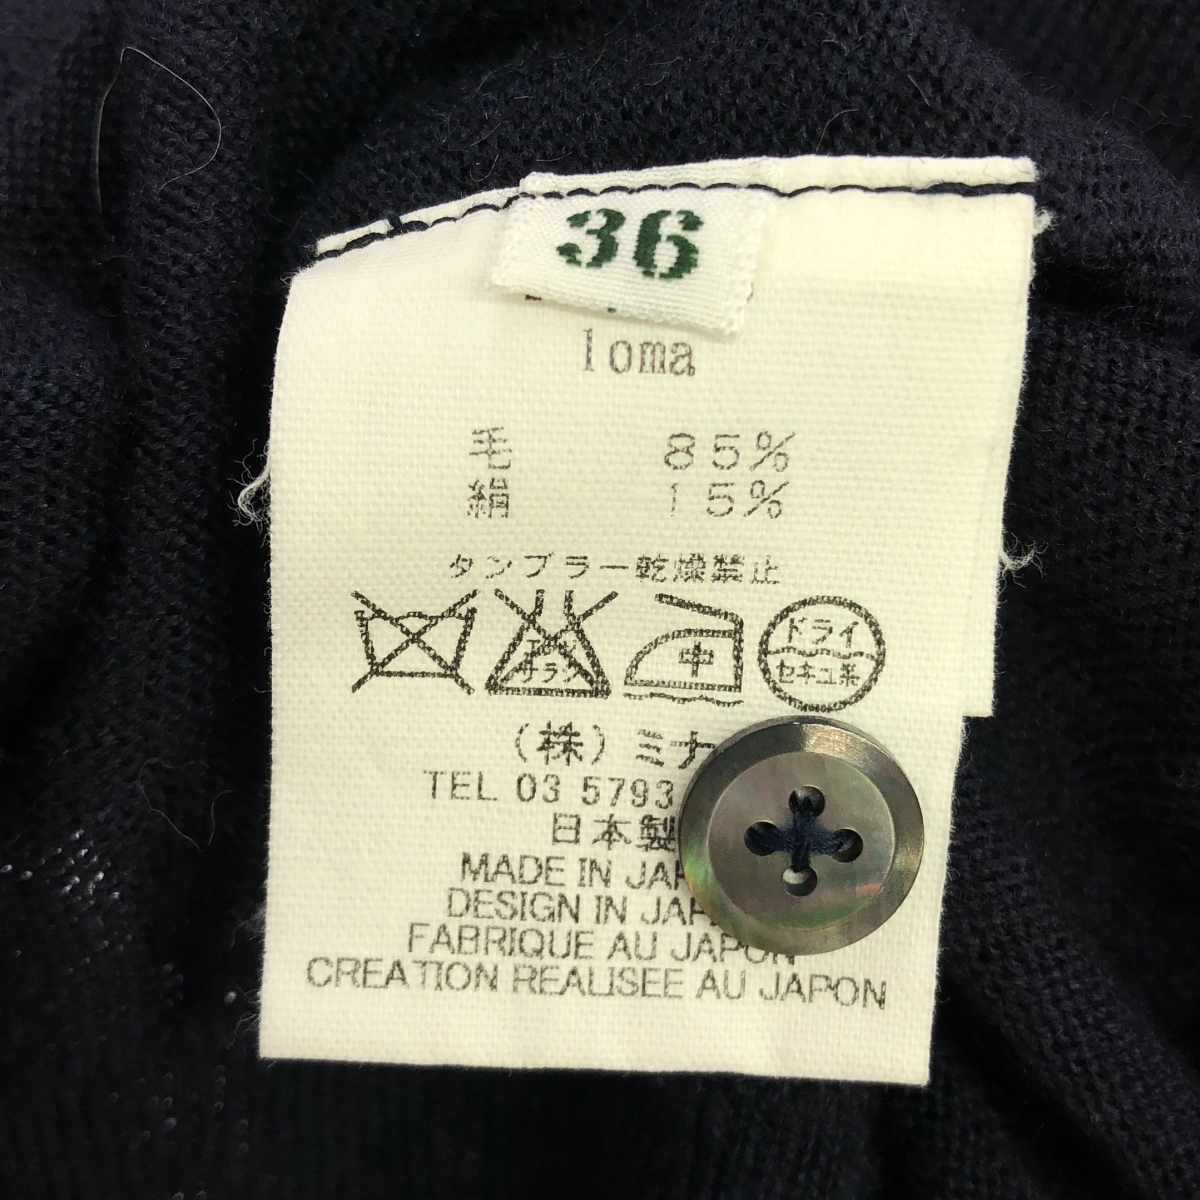 36
loma
毛 85%
絹 15%
タンブラー乾燥禁止
中
ドライ
セキユ系
(株)ミナ
TEL 03 5793
日本製
MADE IN JAP
DESIGN IN JAP
FABRIQUE AU JAPON
CREATION REALISEE AU JAPON